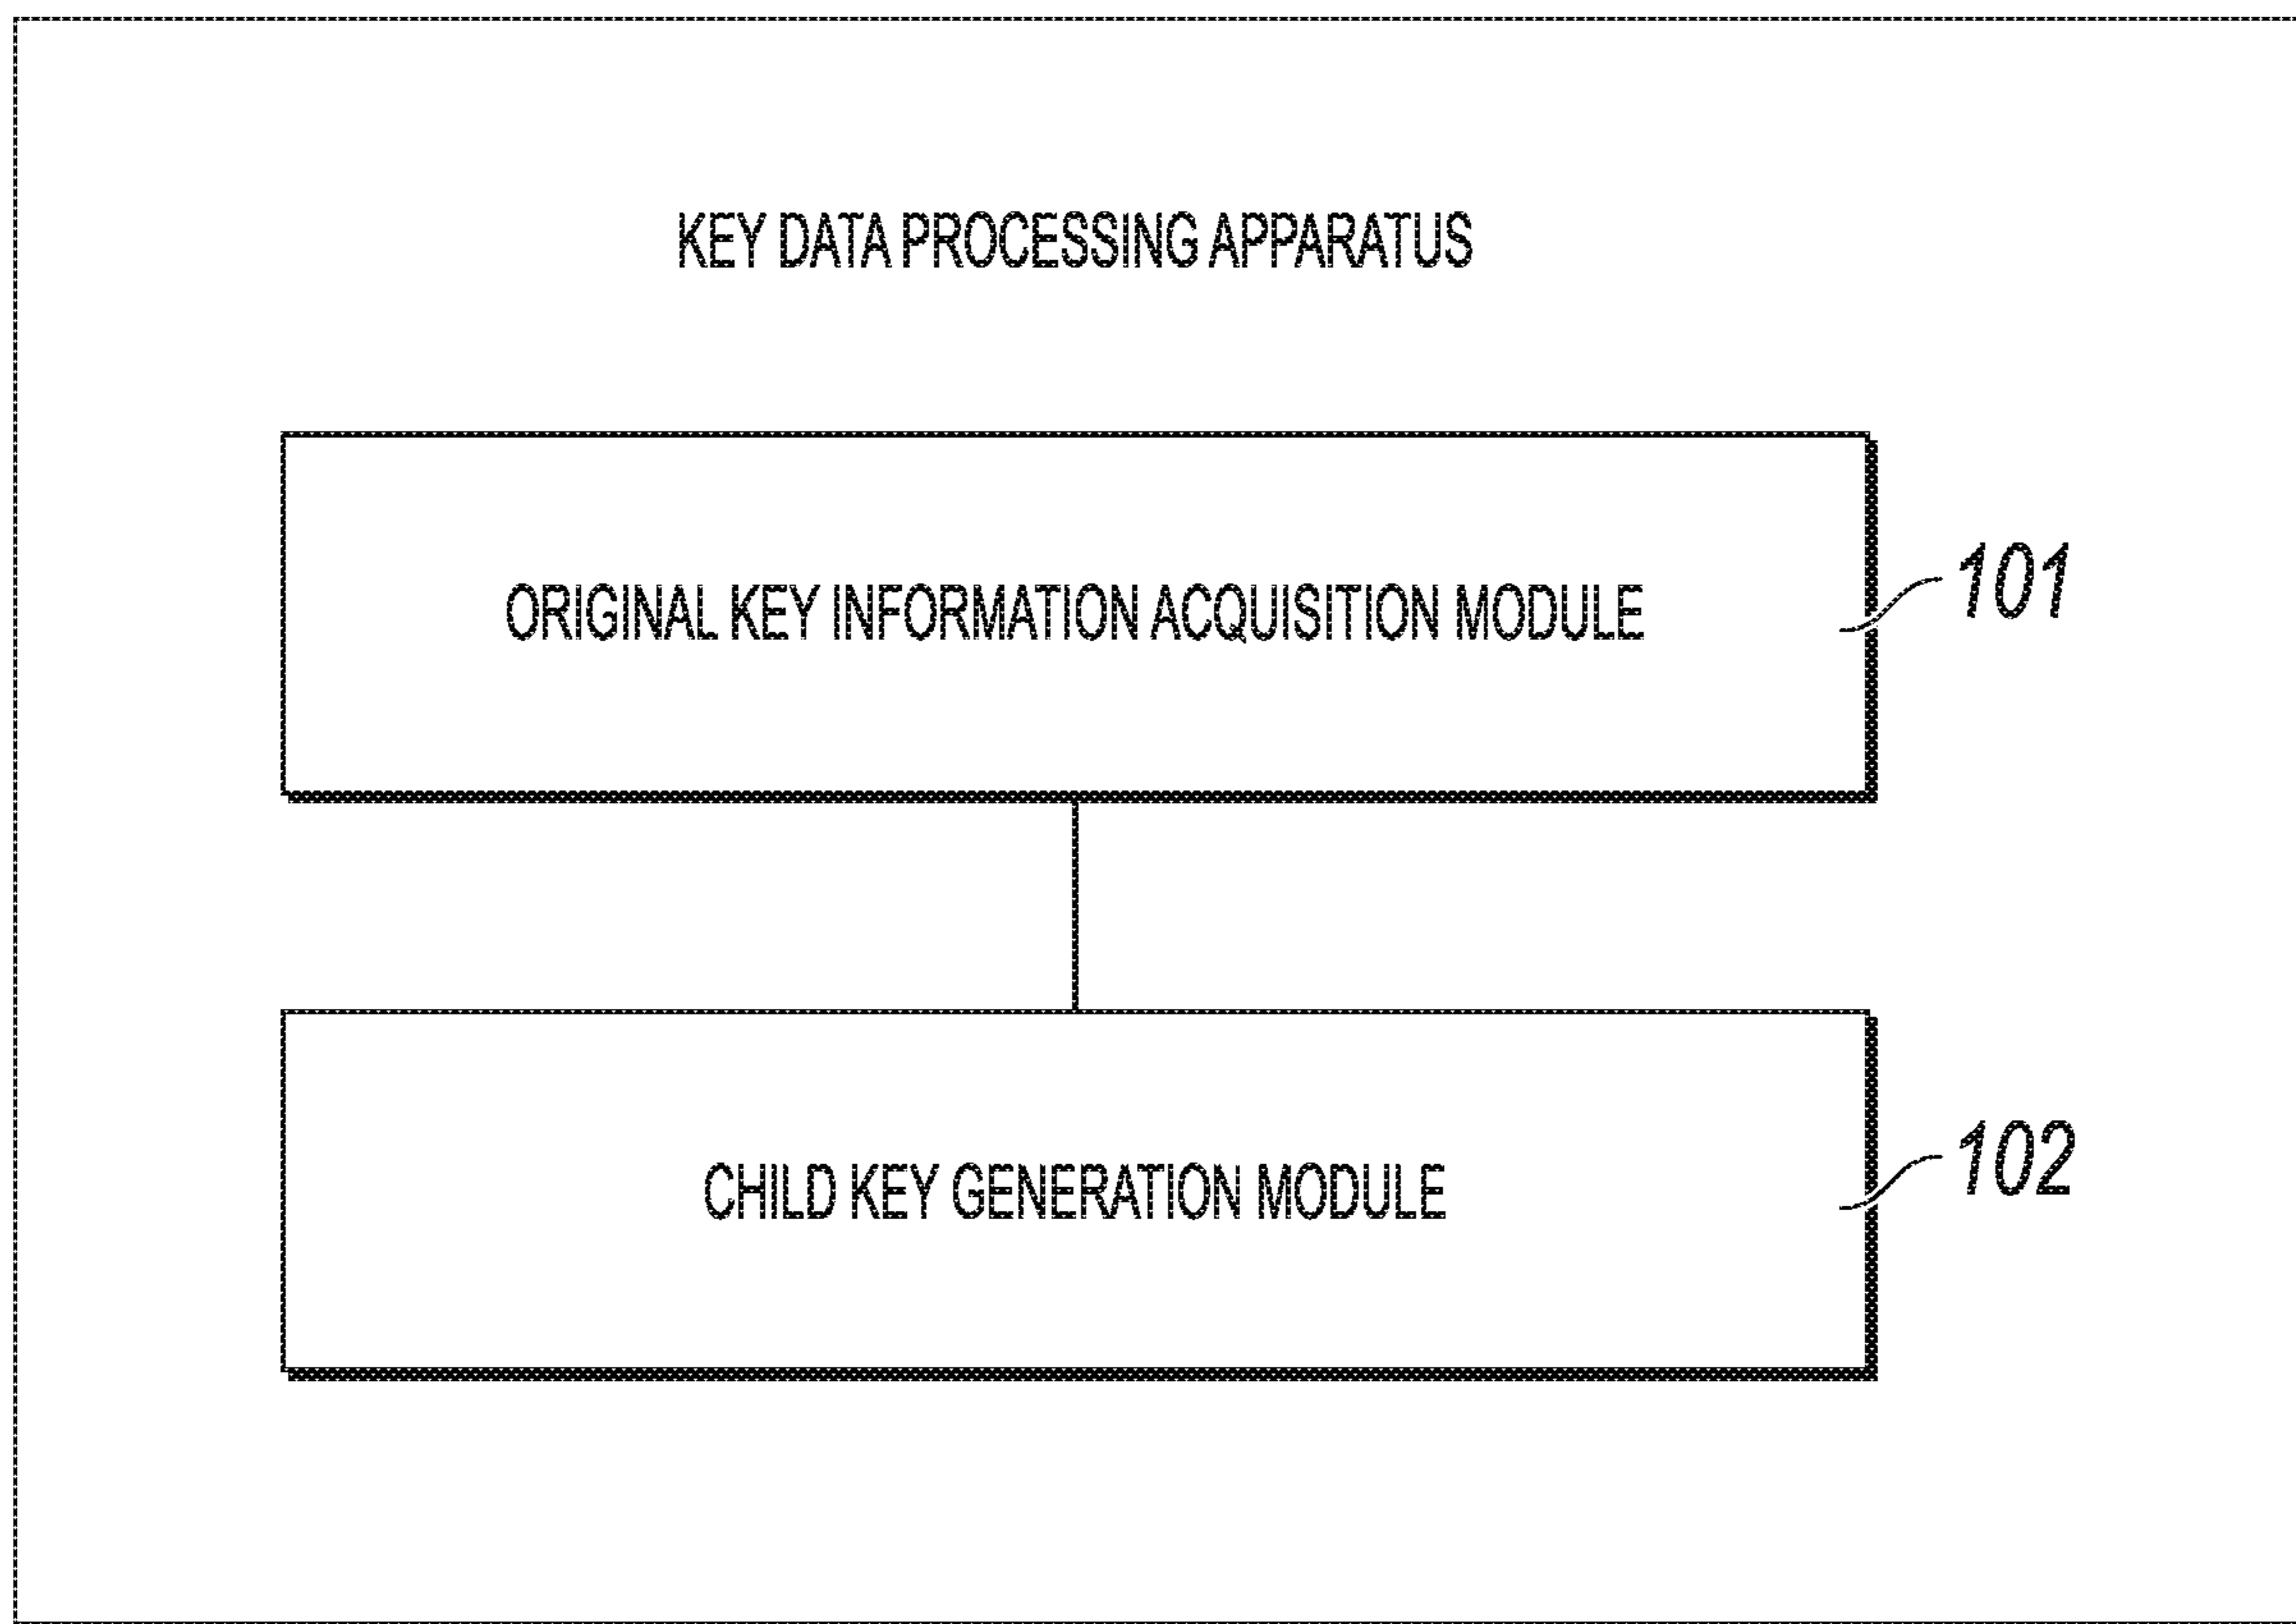 KEY DATA PROCESSING APPARATUS
ORIGINAL KEY INFORMATION ACQUISITION MODULE
101
CHILD KEY GENERATION MODULE
102